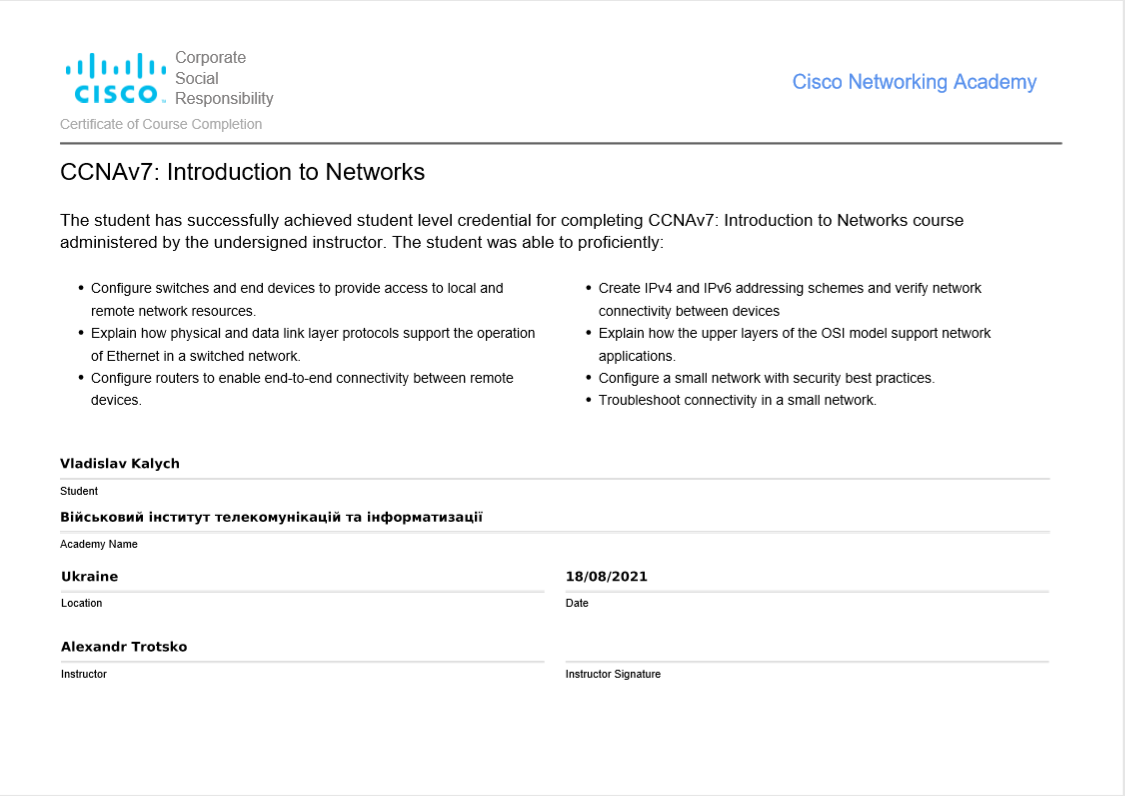 Corporate
Social
CISCO
Responsibility
Cisco Networking Academy
Certificate of Course Completion
CCNAv7: Introduction to Networks
The student has successfully achieved student level credential for completing CCNAv7: Introduction to Networks course
administered by the undersigned instructor. The student was able to proficiently:
• Configure switches and end devices to provide access to local and
remote network resources.
• Explain how physical and data link layer protocols support the operation
of Ethernet in a switched network.
• Configure routers to enable end-to-end connectivity between remote
devices.
• Create IPv4 and IPv6 addressing schemes and verify network
connectivity between devices
• Explain how the upper layers of the OSI model support network
applications.
• Configure a small network with security best practices.
• Troubleshoot connectivity in a small network.
Vladislav Kalych
Student
Військовий інститут телекомунікацій та інформатизації
Academy Name
Ukraine
Location
18/08/2021
Date
Alexandr Trotsko
Instructor
Instructor Signature